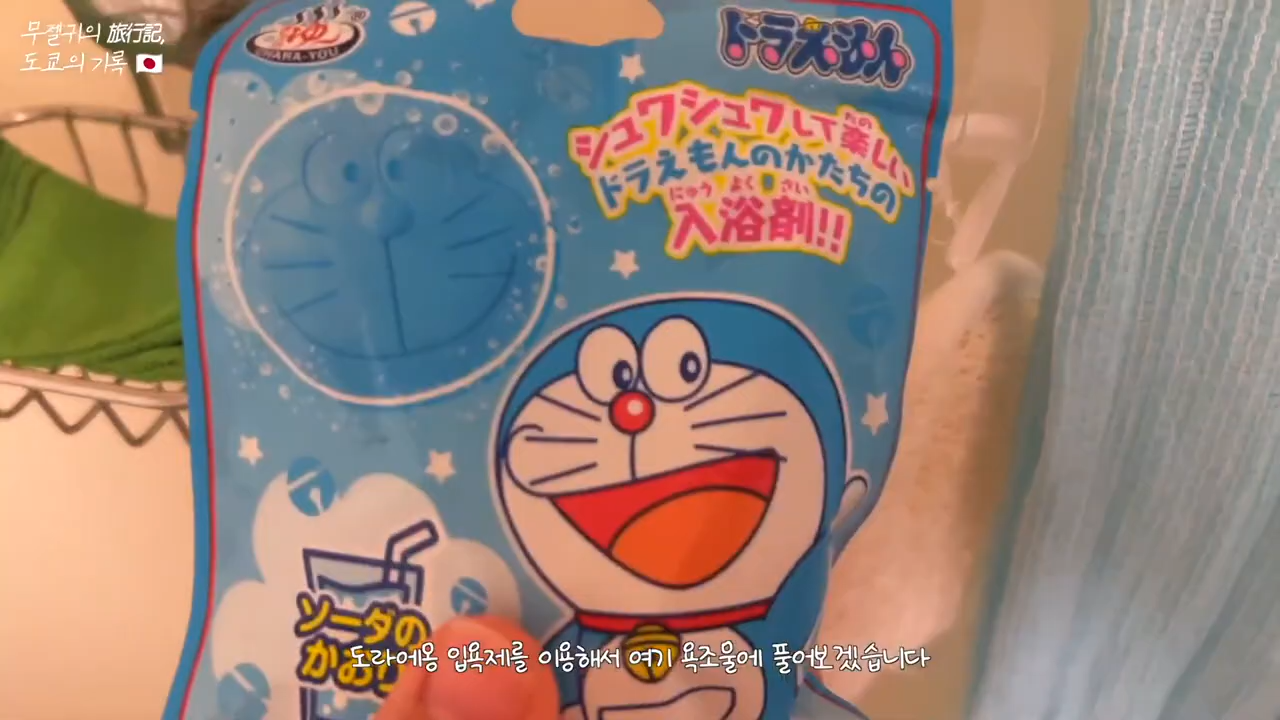 무젤귀의 旅行記,
도쿄의 기록
ゆ
CHARA-YOU
®
ドラえもん
シュワシュワして楽しい
たの
ドラえもんのかたちの
にゅう よく ざい
入浴剤!!
ソーダの
かおり
도라에몽 입욕제를 이용해서 여기 욕조물에 풀어보겠습니다